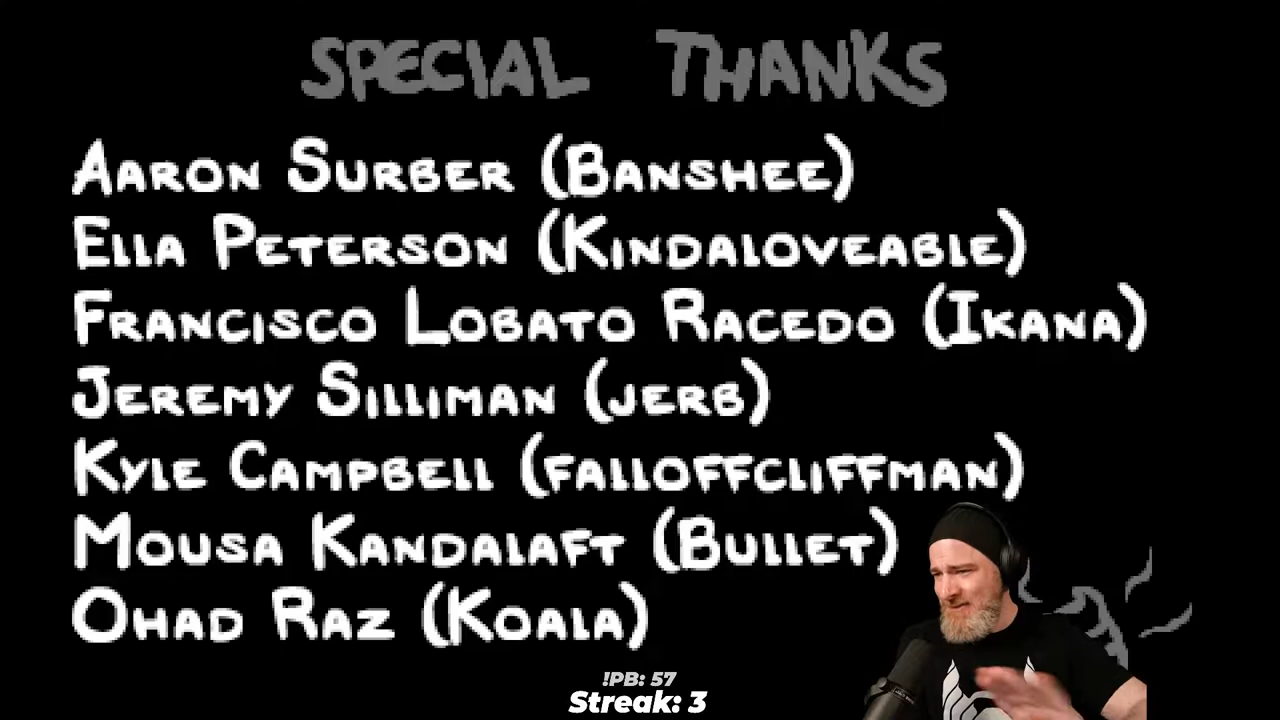 SPECIAL THANKS
AARON SURBER (BANSHEE)
ELLA PETERSON (KINDALOVEABLE)
FRANCISCO LOBATO RACEDO (IKANA)
JEREMY SILLIMAN (JERB)
KYLE CAMPBELL (FALLOFFCLIFFMAN)
MOUSA KANDALAFT (BULLET)
OHAD RAZ (KOALA)
!PB: 57
Streak: 3